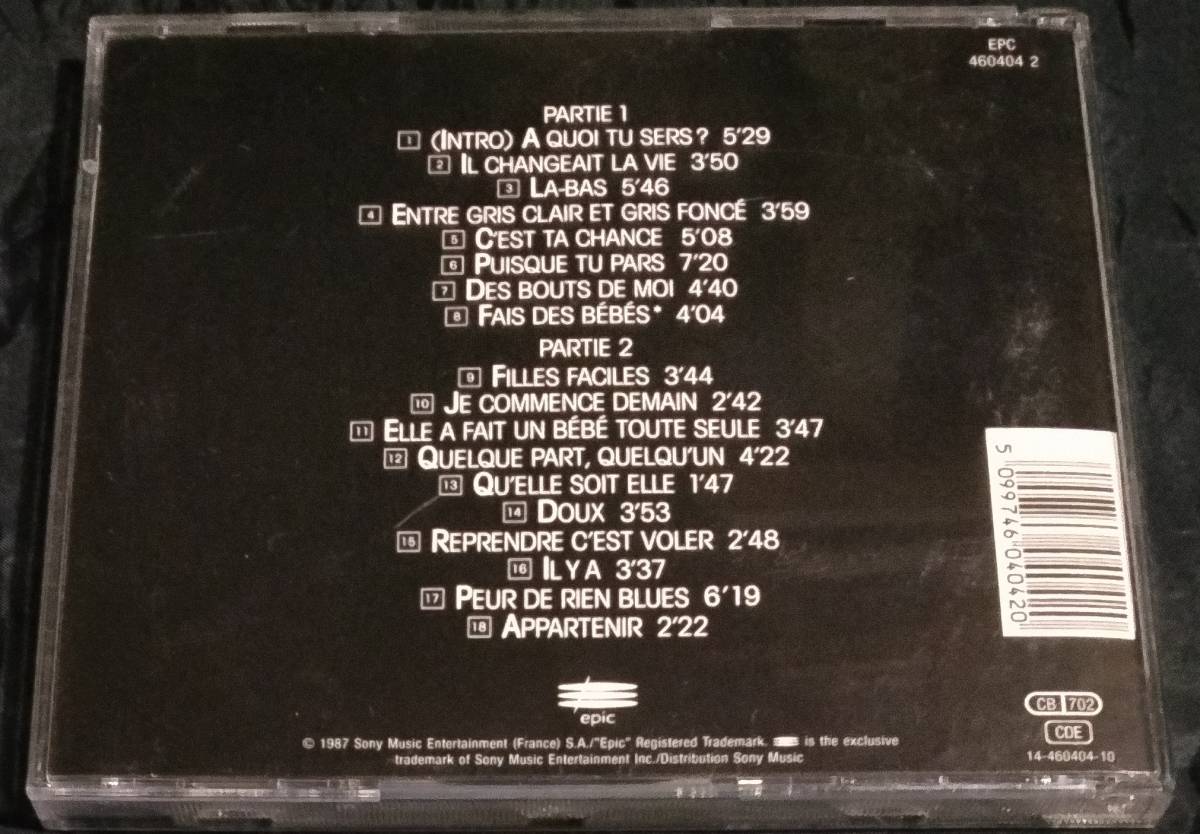 EPC
460404 2
PARTIE 1
1 (INTRO) A QUOI TU SERS ? 5'29
2 IL CHANGEAIT LA VIE 3'50
3 LA-BAS 5'46
4 ENTRE GRIS CLAIR ET GRIS FONCÉ 3'59
5 C'EST TA CHANCE 5'08
6 PUISQUE TU PARS 7'20
7 DES BOUTS DE MOI 4'40
8 FAIS DES BÉBÉS* 4'04
PARTIE 2
9 FILLES FACILES 3'44
10 JE COMMENCE DEMAIN 2'42
11 ELLE A FAIT UN BÉBÉ TOUTE SEULE 3'47
12 QUELQUE PART, QUELQU'UN 4'22
13 QU'ELLE SOIT ELLE 1'47
14 DOUX 3'53
15 REPRENDRE C'EST VOLER 2'48
16 IL Y A 3'37
17 PEUR DE RIEN BLUES 6'19
18 APPARTENIR 2'22
5 099746 040420
epic
CB 702
CDE
14-460404-10
© 1987 Sony Music Entertainment (France) S.A./"Epic" Registered Trademark. is the exclusive
trademark of Sony Music Entertainment Inc./Distribution Sony Music